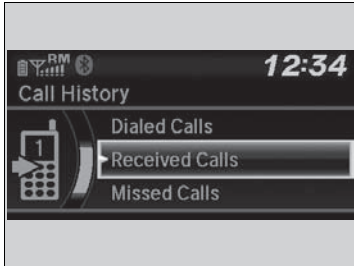 RM
12:34
Call History
1
Dialed Calls
Received Calls
Missed Calls